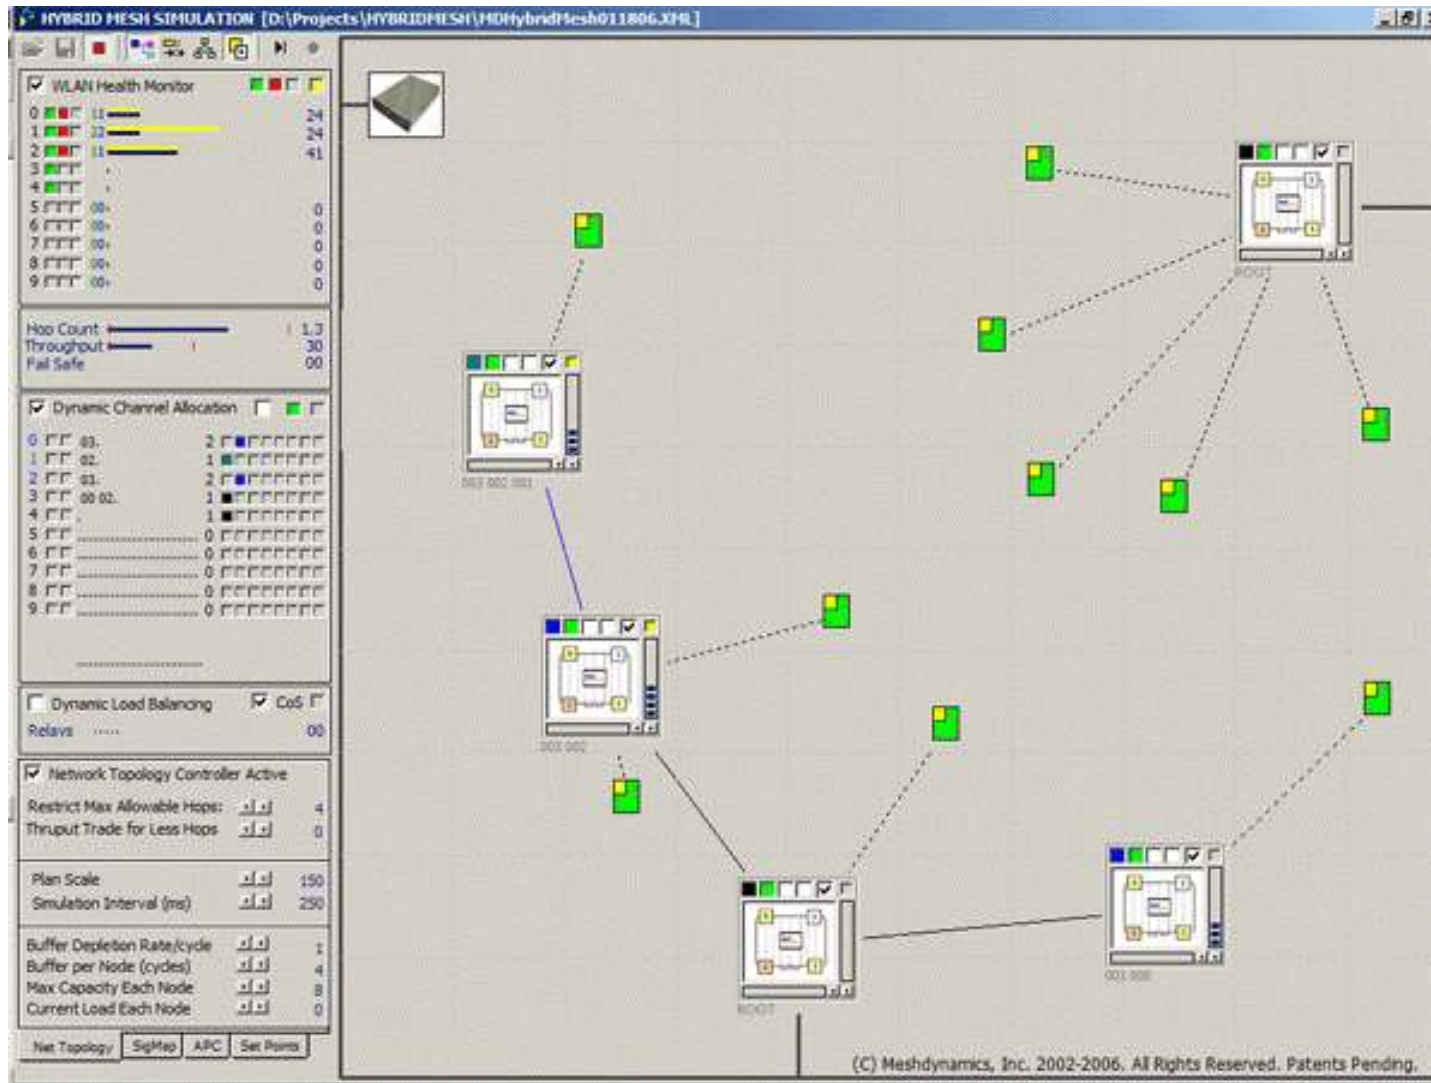 HYBRID MESH SIMULATION [D:\Projects\HYBRIDMESH\MDHybridMesh011806.XML]
WLAN Health Monitor
0 11 24
1 22 24
2 11 41
3
4
5 00 0
6 00 0
7 00 0
8 00 0
9 00 0
Hop Count 1.3
Throughput 30
Fail Safe 00
Dynamic Channel Allocation
0 03. 2
1 02. 1
2 03. 2
3 00 02. 1
4 . 1
5 0
6 0
7 0
8 0
9 0
Dynamic Load Balancing CoS
Relays ..... 00
Network Topology Controller Active
Restrict Max Allowable Hops: 4
Thruput Trade for Less Hops 0
Plan Scale 150
Simulation Interval (ms) 250
Buffer Depletion Rate/cycle 1
Buffer per Node (cycles) 4
Max Capacity Each Node 8
Current Load Each Node 0
Net Topology SigMap APC Set Points
ROOT
003 002 001
003 002
ROOT
(C) Meshdynamics, Inc. 2002-2006. All Rights Reserved. Patents Pending.